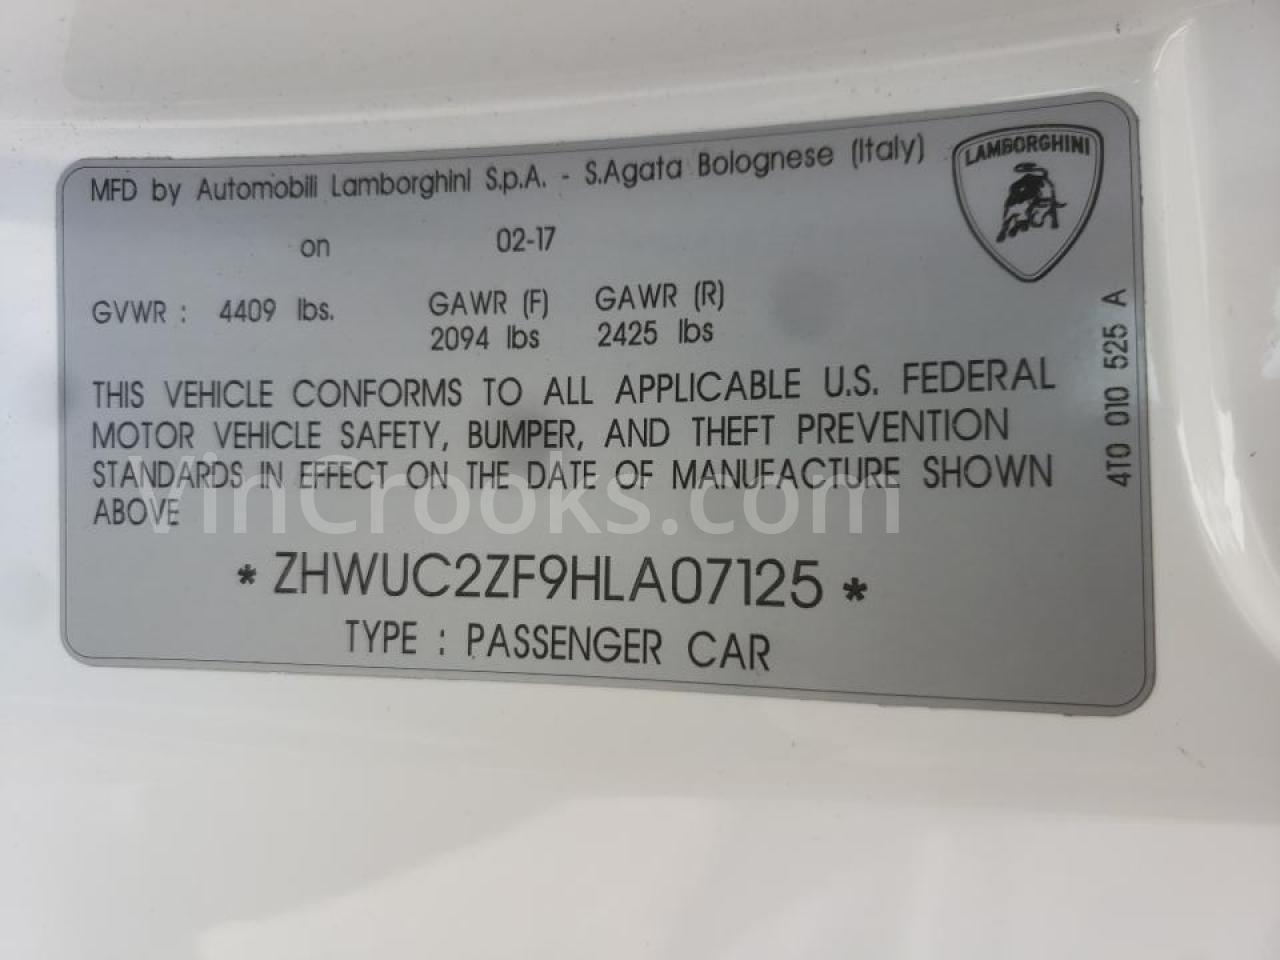 MFD by Automobili Lamborghini S.p.A. - S.Agata Bolognese (Italy)
LAMBORGHINI
on 02-17
GVWR : 4409 lbs. GAWR (F) GAWR (R)
2094 lbs 2425 lbs
THIS VEHICLE CONFORMS TO ALL APPLICABLE U.S. FEDERAL
MOTOR VEHICLE SAFETY, BUMPER, AND THEFT PREVENTION
STANDARDS IN EFFECT ON THE DATE OF MANUFACTURE SHOWN
ABOVE
* ZHWUC2ZF9HLA07125 *
TYPE : PASSENGER CAR
4T0 010 525 A
VinCrooks.com